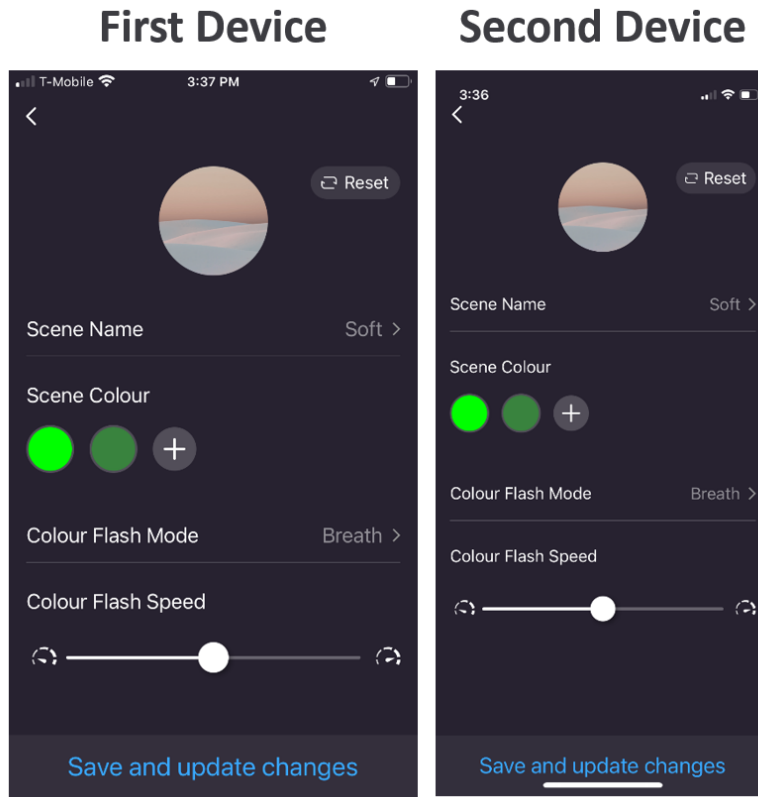 First Device
T-Mobile 3:37 PM
Reset
Scene Name Soft
Scene Colour
Colour Flash Mode Breath
Colour Flash Speed
Save and update changes
Second Device
3:36
Reset
Scene Name Soft
Scene Colour
Colour Flash Mode Breath
Colour Flash Speed
Save and update changes